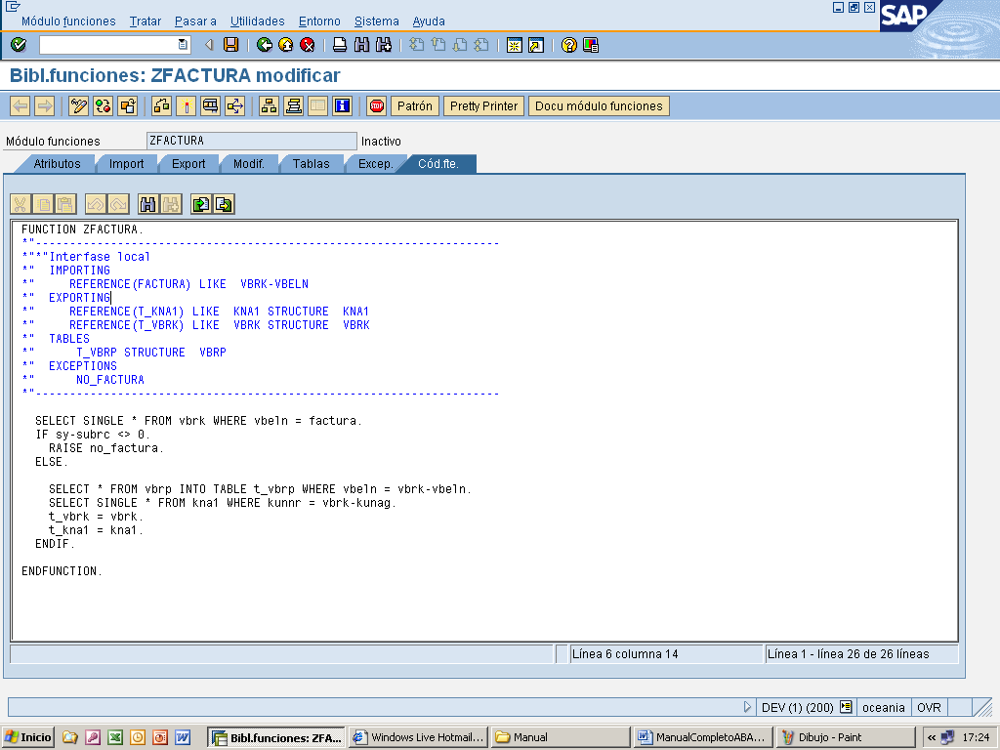 Módulo funciones Tratar Pasar a Utilidades Entorno Sistema Ayuda
SAP
Bibl.funciones: ZFACTURA modificar
STOP Patrón Pretty Printer Docu módulo funciones
Módulo funciones ZFACTURA Inactivo
Atributos Import Export Modif. Tablas Excep. Cód.fte.
FUNCTION ZFACTURA.
*"--------------------------------------------------------------------
*"*"Interfase local
*"  IMPORTING
*"     REFERENCE(FACTURA) LIKE  VBRK-VBELN
*"  EXPORTING
*"     REFERENCE(T_KNA1) LIKE  KNA1 STRUCTURE  KNA1
*"     REFERENCE(T_VBRK) LIKE  VBRK STRUCTURE  VBRK
*"  TABLES
*"      T_VBRP STRUCTURE  VBRP
*"  EXCEPTIONS
*"      NO_FACTURA
*"--------------------------------------------------------------------
  SELECT SINGLE * FROM vbrk WHERE vbeln = factura.
  IF sy-subrc <> 0.
    RAISE no_factura.
  ELSE.
    SELECT * FROM vbrp INTO TABLE t_vbrp WHERE vbeln = vbrk-vbeln.
    SELECT SINGLE * FROM kna1 WHERE kunnr = vbrk-kunag.
    t_vbrk = vbrk.
    t_kna1 = kna1.
  ENDIF.
ENDFUNCTION.
Línea 6 columna 14 Línea 1 - línea 26 de 26 líneas
DEV (1) (200) oceania OVR
Inicio Bibl.funciones: ZFA... Windows Live Hotmail... Manual ManualCompletoABA... Dibujo - Paint « 17:24